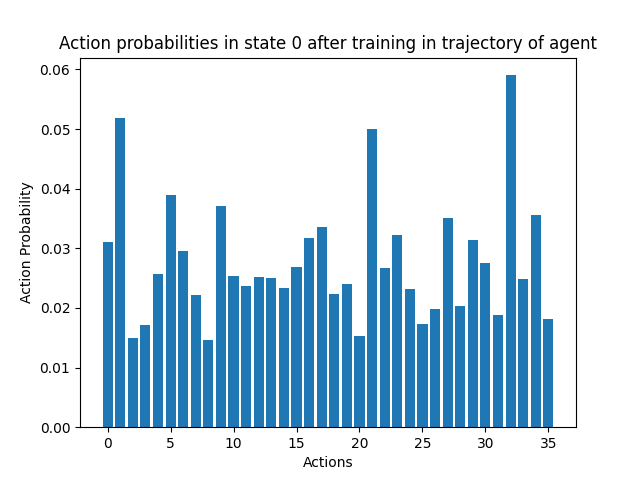 Action probabilities in state 0 after training in trajectory of agent
0.06
0.05
0.04
0.03
0.02
0.01
0.00
Action Probability
0 5 10 15 20 25 30 35
Actions